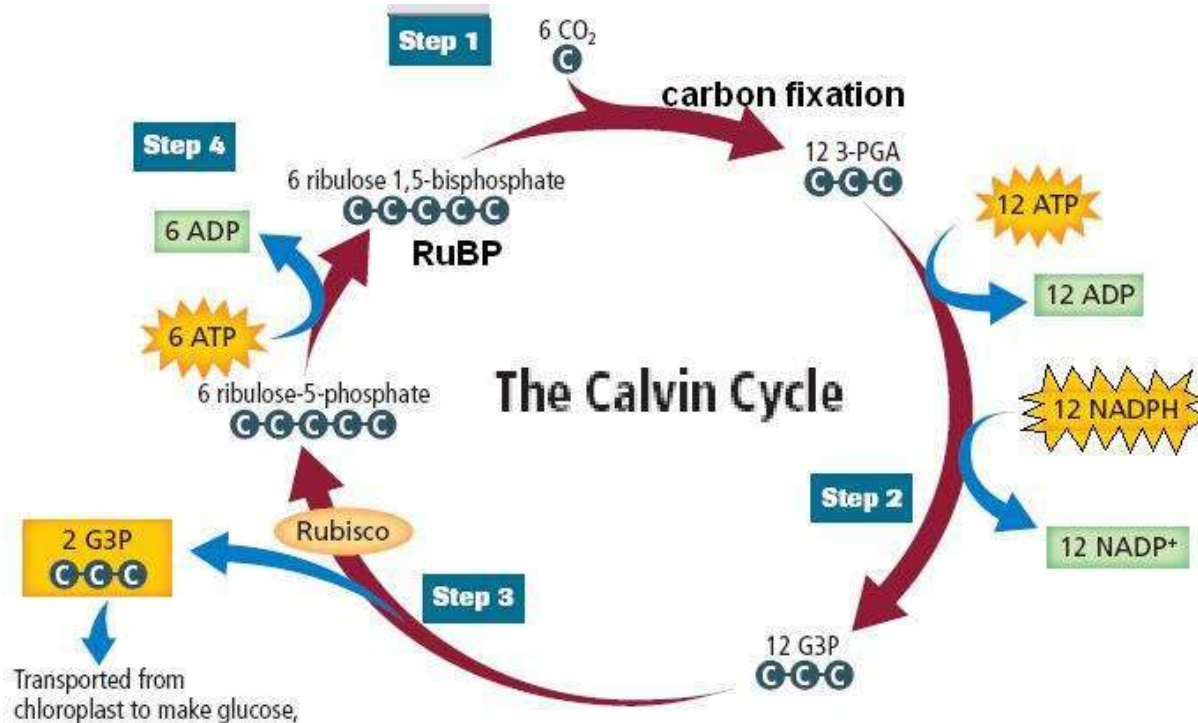 Step 1
6 CO₂
C
carbon fixation
12 3-PGA
C-C-C
12 ATP
12 ADP
12 NADPH
Step 2
12 NADP⁺
12 G3P
C-C-C
Step 3
Rubisco
2 G3P
C-C-C
Transported from
chloroplast to make glucose,
6 ribulose-5-phosphate
C-C-C-C-C
6 ATP
6 ADP
Step 4
6 ribulose 1,5-bisphosphate
C-C-C-C-C
RuBP
The Calvin Cycle